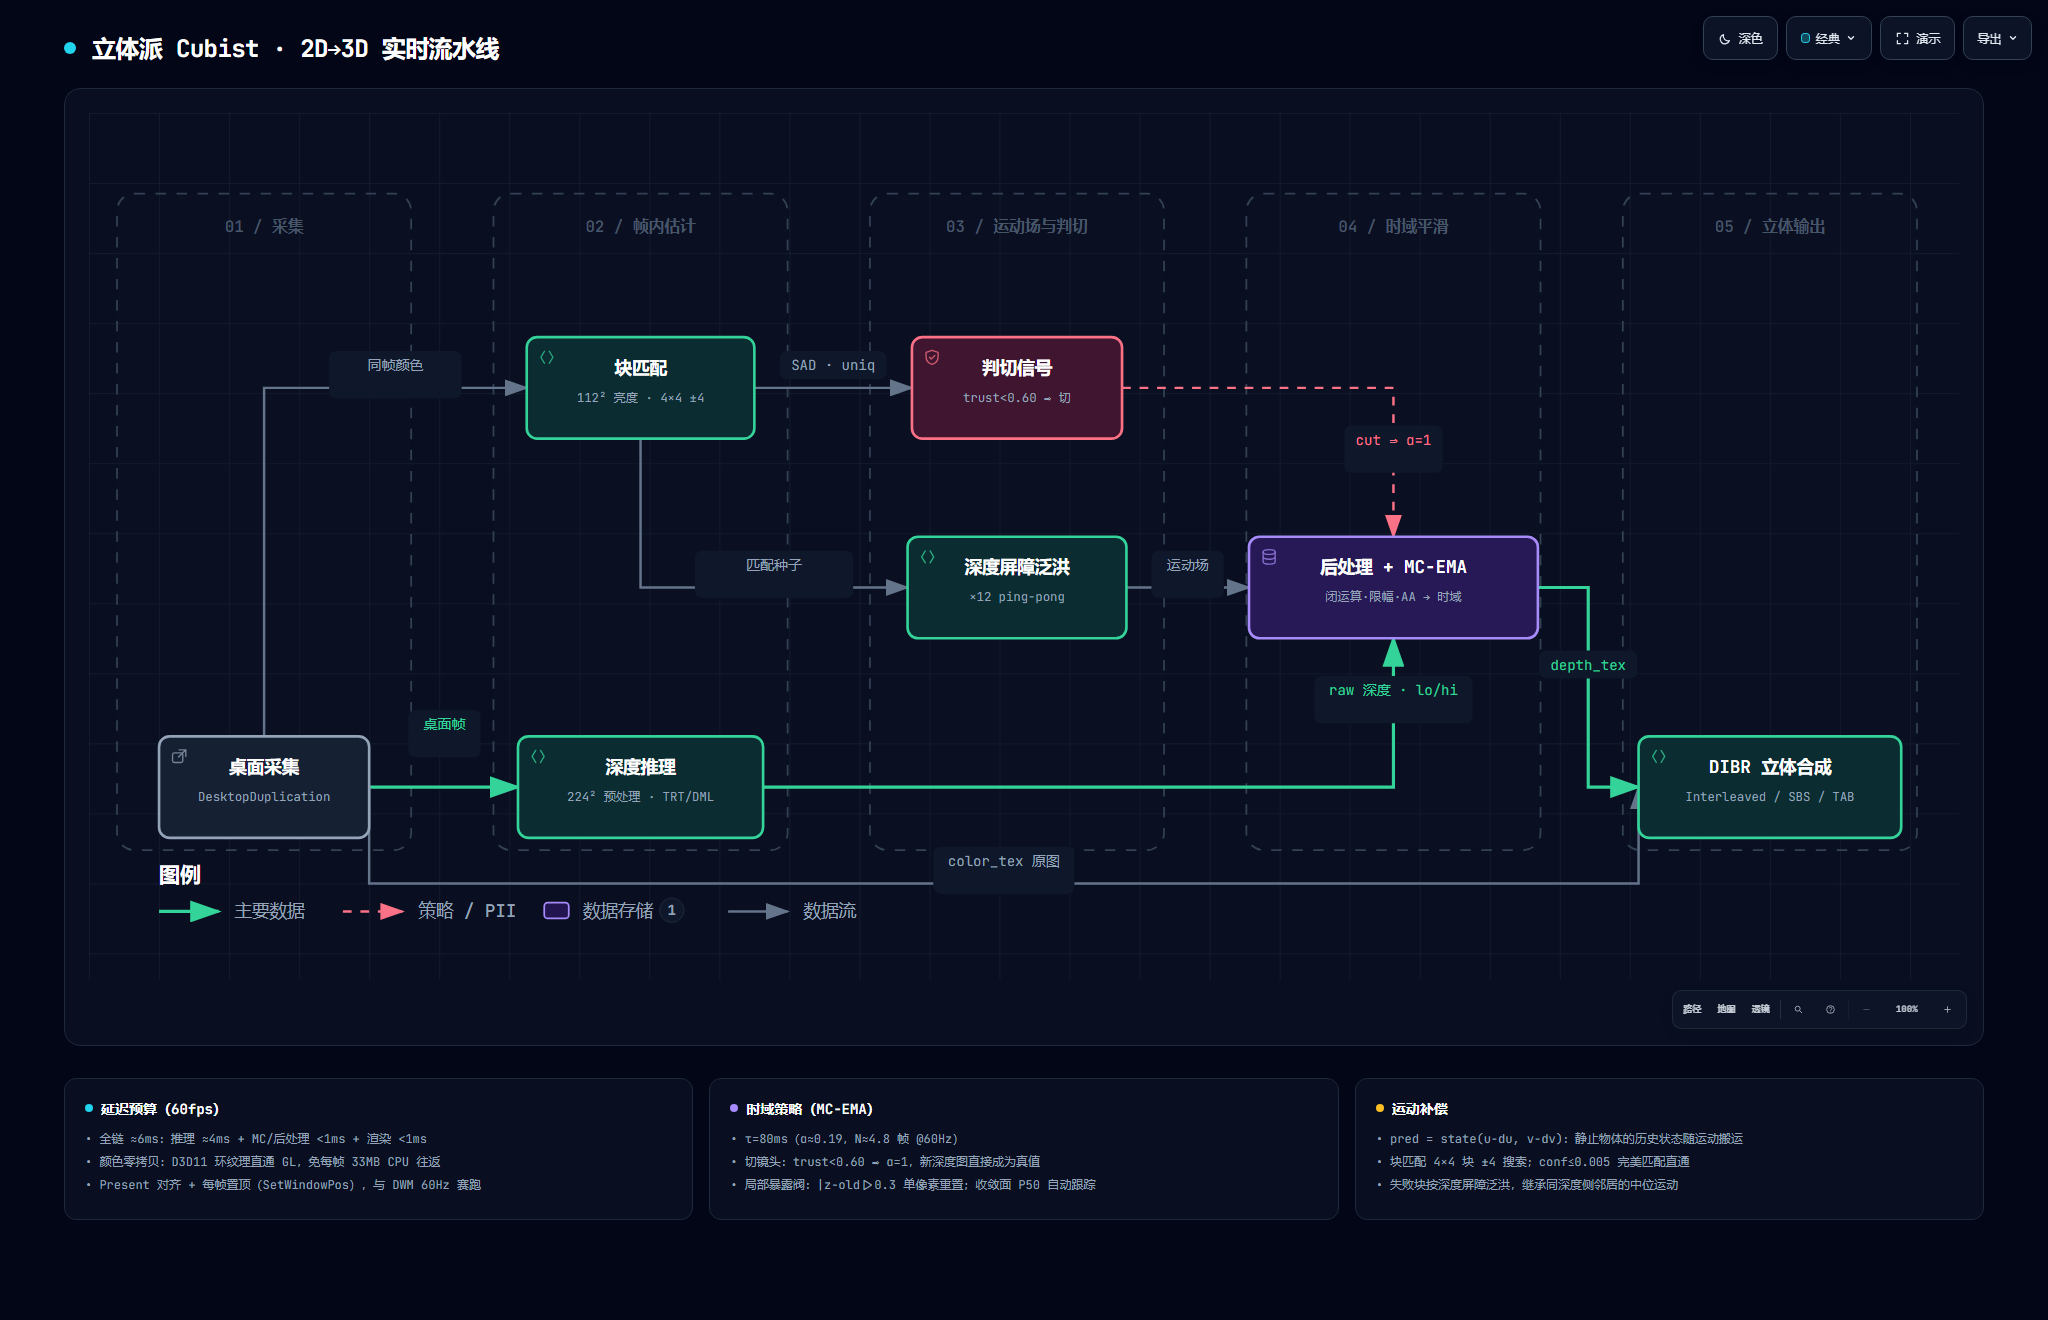 立体派 Cubist · 2D→3D 实时流水线
深色
经典
演示
导出
01 / 采集
02 / 帧内估计
03 / 运动场与判切
04 / 时域平滑
05 / 立体输出
同帧颜色
块匹配
112² 亮度 · 4×4 ±4
SAD · uniq
判切信号
trust<0.60 ⇒ 切
cut ⇒ α=1
匹配种子
深度屏障泛洪
×12 ping-pong
运动场
后处理 + MC-EMA
闭运算·限幅·AA → 时域
depth_tex
raw 深度 · lo/hi
桌面帧
桌面采集
DesktopDuplication
深度推理
224² 预处理 · TRT/DML
DIBR 立体合成
Interleaved / SBS / TAB
color_tex 原图
图例
主要数据
策略 / PII
数据存储 1
数据流
路径 地图 透镜 − 100% +
延迟预算 (60fps)
• 全链 ≈6ms: 推理 ≈4ms + MC/后处理 <1ms + 渲染 <1ms
• 颜色零拷贝: D3D11 环纹理直通 GL, 免每帧 33MB CPU 往返
• Present 对齐 + 每帧置顶 (SetWindowPos) , 与 DWM 60Hz 赛跑
时域策略 (MC-EMA)
• τ=80ms (α≈0.19, N≈4.8 帧 @60Hz)
• 切镜头: trust<0.60 ⇒ α=1, 新深度图直接成为真值
• 局部暴露阀: |z-old|>0.3 单像素重置; 收敛面 P50 自动跟踪
运动补偿
• pred = state(u-du, v-dv): 静止物体的历史状态随运动搬运
• 块匹配 4×4 块 ±4 搜索; conf≤0.005 完美匹配直通
• 失败块按深度屏障泛洪, 继承同深度侧邻居的中位运动